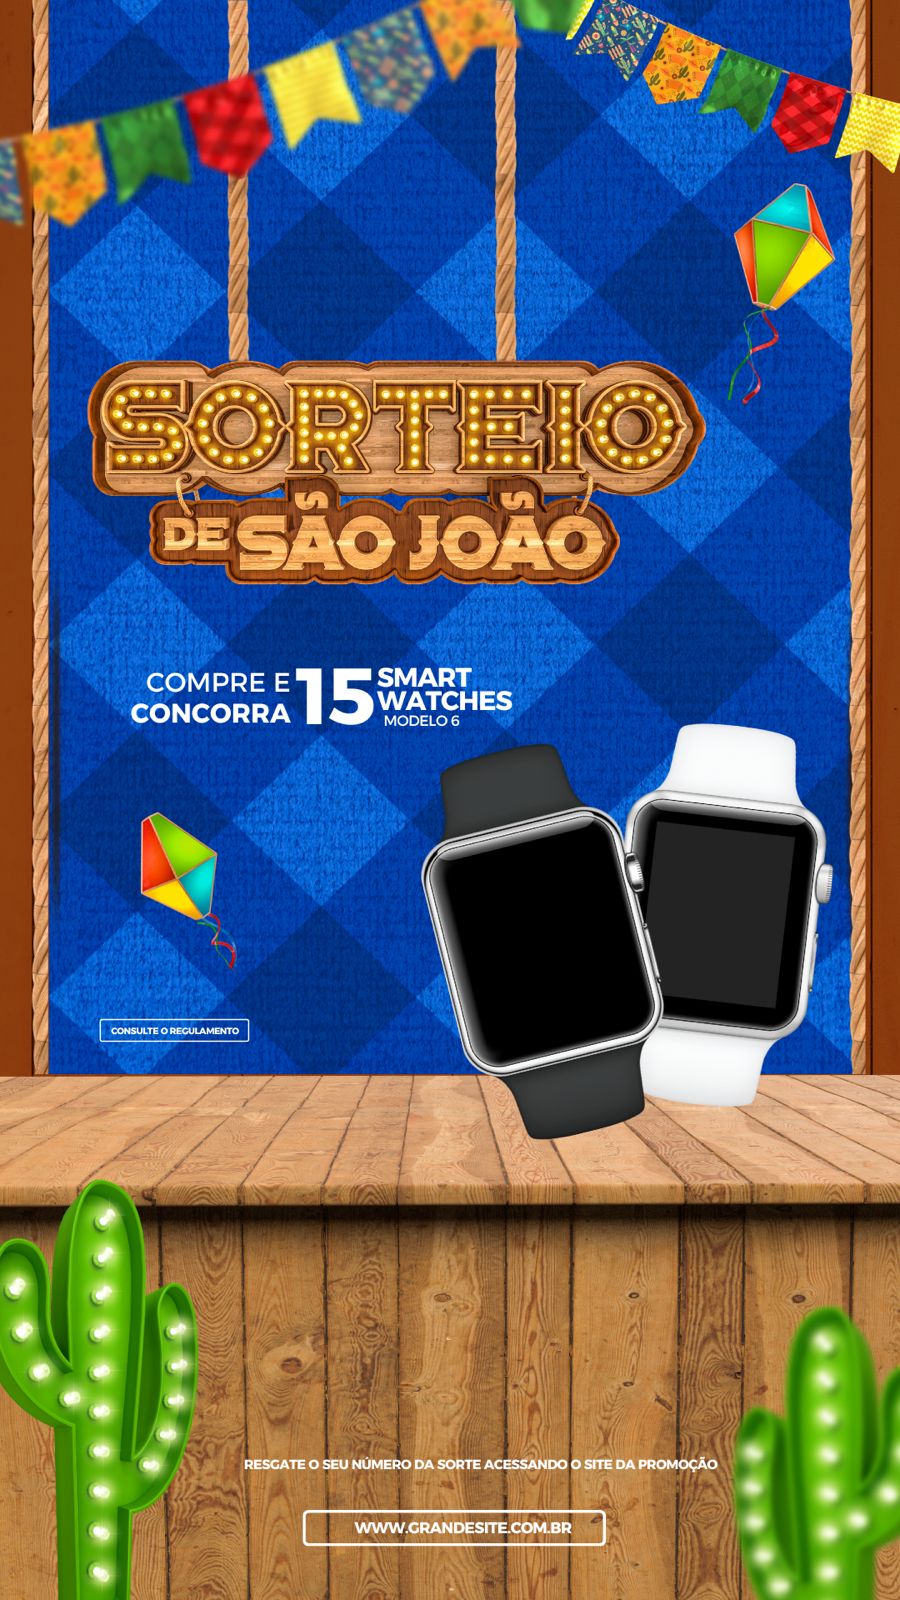 SORTEIO
DE SÃO JOÃO
COMPRE E
CONCORRA
15
SMART
WATCHES
MODELO 6
CONSULTE O REGULAMENTO
RESGATE O SEU NÚMERO DA SORTE ACESSANDO O SITE DA PROMOÇÃO
WWW.GRANDESITE.COM.BR